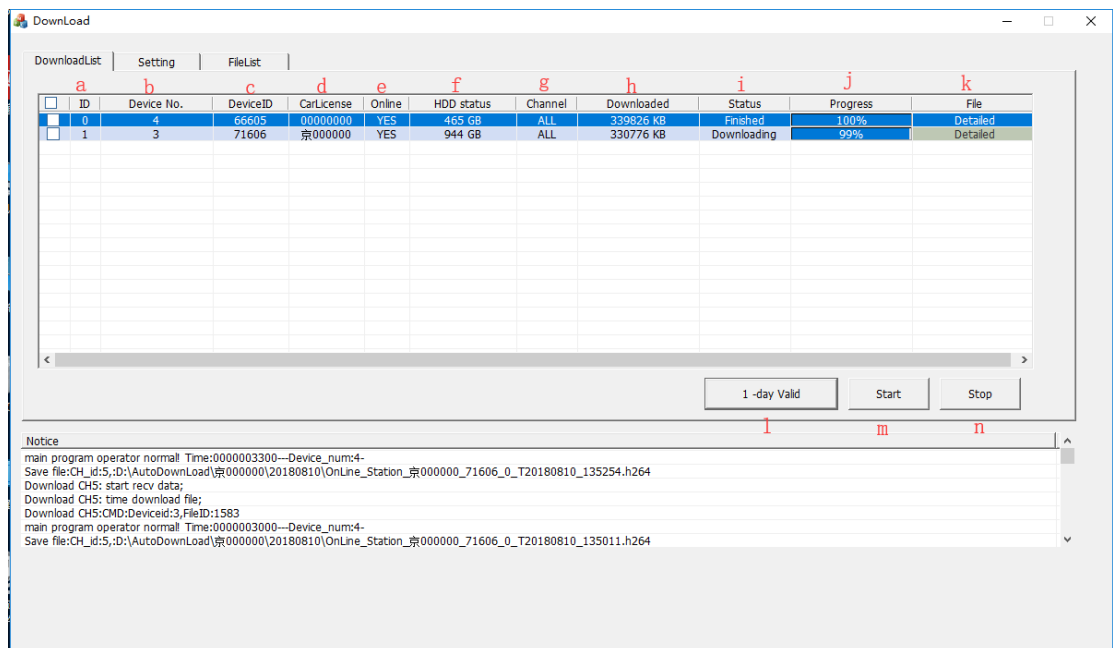 DownLoad
DownloadList Setting FileList
a b c d e f g h i j k
ID Device No. DeviceID CarLicense Online HDD status Channel Downloaded Status Progress File
0 4 66605 00000000 YES 465 GB ALL 339826 KB Finished 100% Detailed
1 3 71606 京000000 YES 944 GB ALL 330776 KB Downloading 99% Detailed
1 -day Valid Start Stop
l m n
Notice
main program operator normal! Time:0000003300---Device_num:4-
Save file:CH_id:5,:D:\AutoDownLoad\京000000\20180810\OnLine_Station_京000000_71606_0_T20180810_135254.h264
Download CH5: start recv data;
Download CH5: time download file;
Download CH5:CMD:Deviceid:3,FileID:1583
main program operator normal! Time:0000003000---Device_num:4-
Save file:CH_id:5,:D:\AutoDownLoad\京000000\20180810\OnLine_Station_京000000_71606_0_T20180810_135011.h264